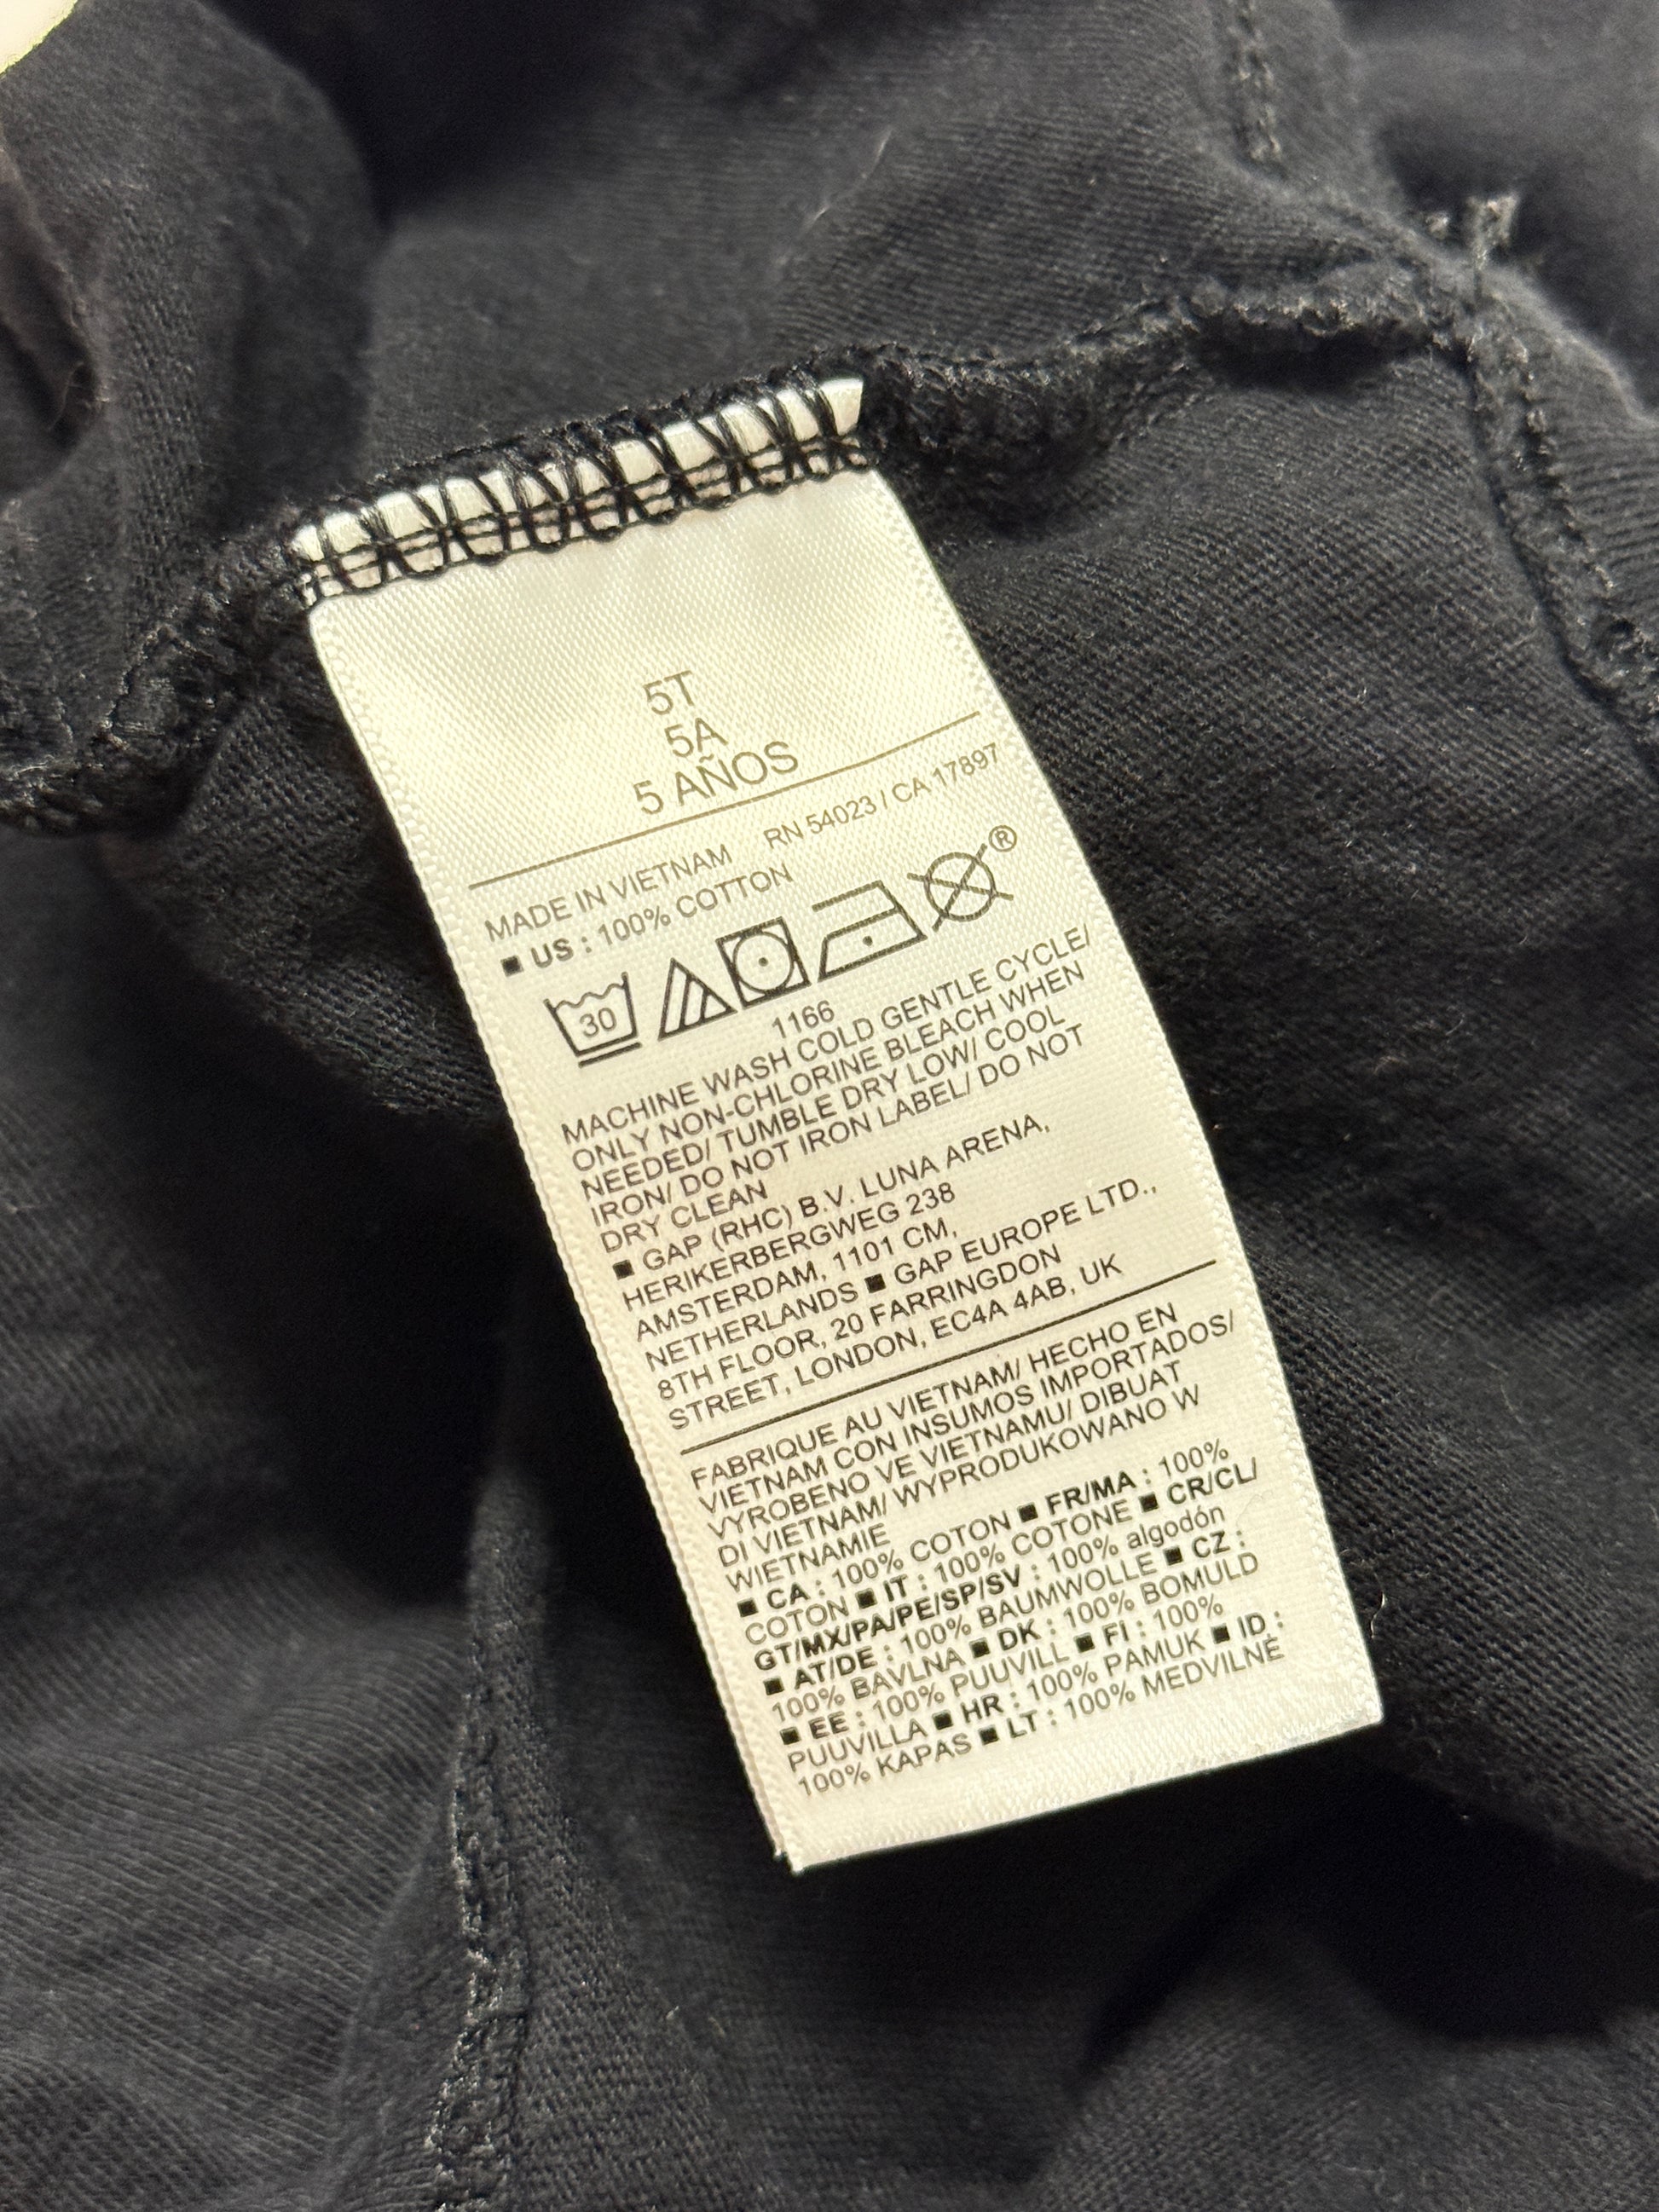 5T
5A
5 AÑOS
MADE IN VIETNAM RN 54023 / CA 17897
■ US : 100% COTTON
®
30
1166
MACHINE WASH COLD GENTLE CYCLE/
ONLY NON-CHLORINE BLEACH WHEN
NEEDED/ TUMBLE DRY LOW/ COOL
IRON/ DO NOT IRON LABEL/ DO NOT
DRY CLEAN
■ GAP (RHC) B.V. LUNA ARENA,
HERIKERBERGWEG 238
AMSTERDAM, 1101 CM,
NETHERLANDS ■ GAP EUROPE LTD.,
8TH FLOOR, 20 FARRINGDON
STREET, LONDON, EC4A 4AB, UK
FABRIQUE AU VIETNAM/ HECHO EN
VIETNAM CON INSUMOS IMPORTADOS/
VYROBENO VE VIETNAMU/ DIBUAT
DI VIETNAM/ WYPRODUKOWANO W
WIETNAMIE
■ CA : 100% COTON ■ FR/MA : 100%
COTON ■ IT : 100% COTONE ■ CR/CL/
GT/MX/PA/PE/SP/SV : 100% algodón
■ AT/DE : 100% BAUMWOLLE ■ CZ :
100% BAVLNA ■ DK : 100% BOMULD
■ EE : 100% PUUVILL ■ FI : 100%
PUUVILLA ■ HR : 100% PAMUK ■ ID :
100% KAPAS ■ LT : 100% MEDVILNĖ